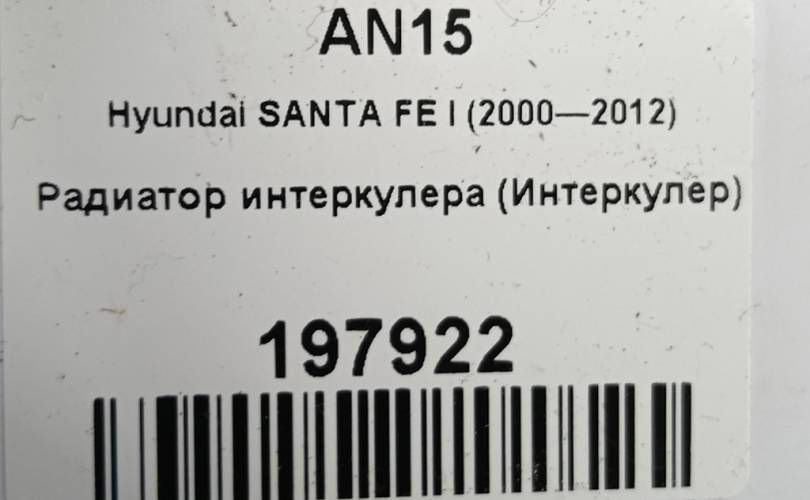 AN15
Hyundai SANTA FE I (2000—2012)
Радиатор интеркулера (Интеркулер)
197922